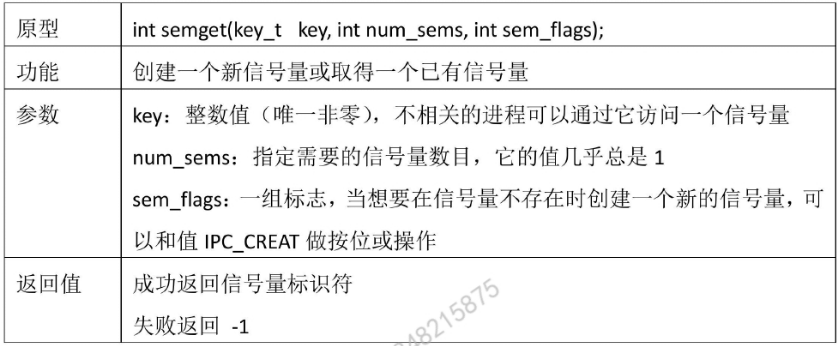 原型 int semget(key_t key, int num_sems, int sem_flags);
功能 创建一个新信号量或取得一个已有信号量
参数 key：整数值（唯一非零），不相关的进程可以通过它访问一个信号量
num_sems：指定需要的信号量数目，它的值几乎总是 1
sem_flags：一组标志，当想要在信号量不存在时创建一个新的信号量，可
以和值 IPC_CREAT 做按位或操作
返回值 成功返回信号量标识符
失败返回 -1
48215875